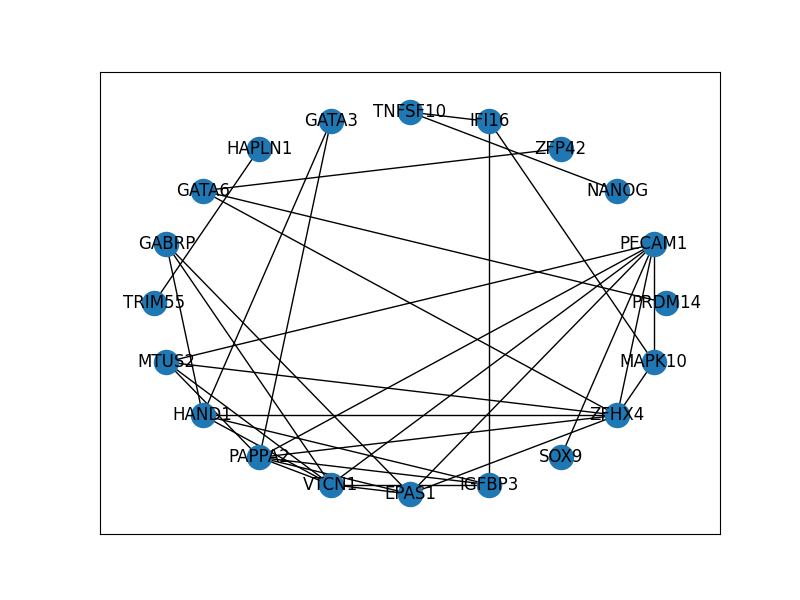 TNFSF10
GATA3
IFI16
HAPLN1
ZFP42
GATA6
NANOG
GABRP
PECAM1
TRIM55
PRDM14
MTUS2
MAPK10
HAND1
ZFHX4
PAPPA2
SOX9
VTCN1
IGFBP3
EPAS1